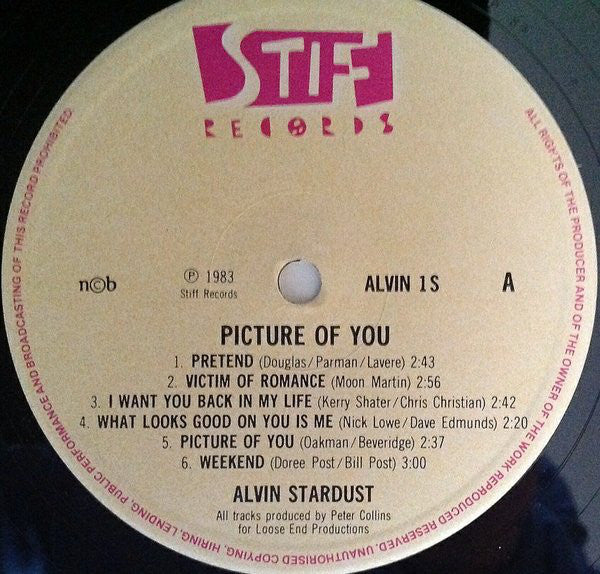 STIFF
RECORDS
ALL RIGHTS OF THE PRODUCER AND OF THE OWNER OF THE WORK REPRODUCED RESERVED. UNAUTHORISED COPYING, HIRING, LENDING, PUBLIC PERFORMANCE AND BROADCASTING OF THIS RECORD PROHIBITED
n©b
℗ 1983
Stiff Records
ALVIN 1S
A
PICTURE OF YOU
1. PRETEND (Douglas/Parman/Lavere) 2:43
2. VICTIM OF ROMANCE (Moon Martin) 2:56
3. I WANT YOU BACK IN MY LIFE (Kerry Shater/Chris Christian) 2:42
4. WHAT LOOKS GOOD ON YOU IS ME (Nick Lowe/Dave Edmunds) 2:20
5. PICTURE OF YOU (Oakman/Beveridge) 2:37
6. WEEKEND (Doree Post/Bill Post) 3:00
ALVIN STARDUST
All tracks produced by Peter Collins
for Loose End Productions